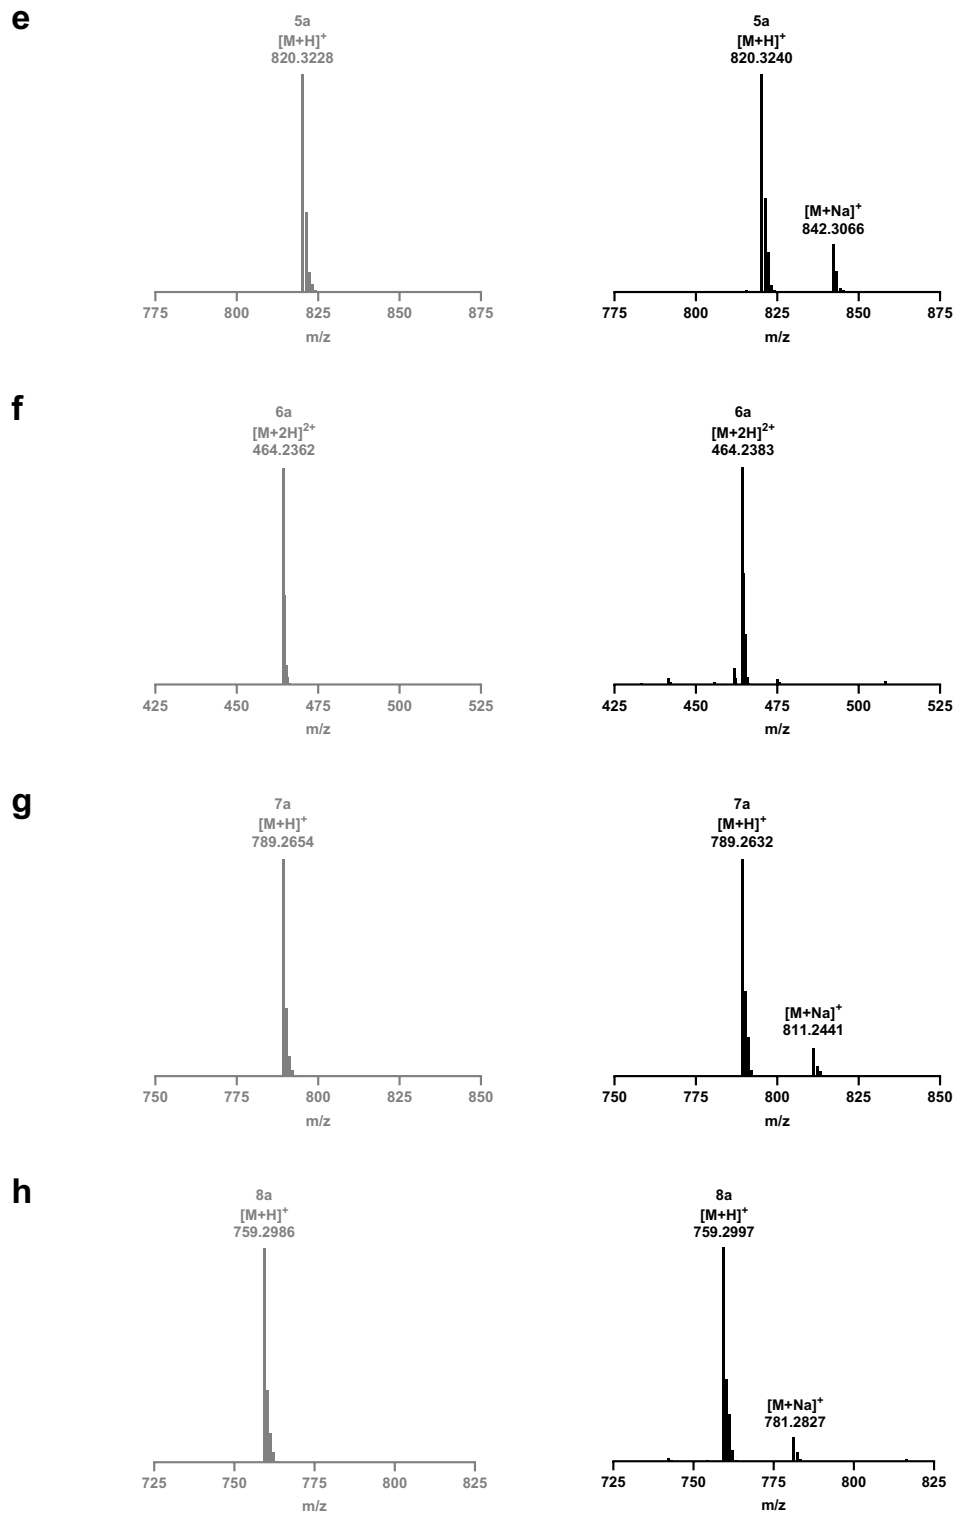 e
5a
[M+H]+
820.3228
775 800 825 850 875
m/z
5a
[M+H]+
820.3240
[M+Na]+
842.3066
775 800 825 850 875
m/z
f
6a
[M+2H]2+
464.2362
425 450 475 500 525
m/z
6a
[M+2H]2+
464.2383
425 450 475 500 525
m/z
g
7a
[M+H]+
789.2654
750 775 800 825 850
m/z
7a
[M+H]+
789.2632
[M+Na]+
811.2441
750 775 800 825 850
m/z
h
8a
[M+H]+
759.2986
725 750 775 800 825
m/z
8a
[M+H]+
759.2997
[M+Na]+
781.2827
725 750 775 800 825
m/z